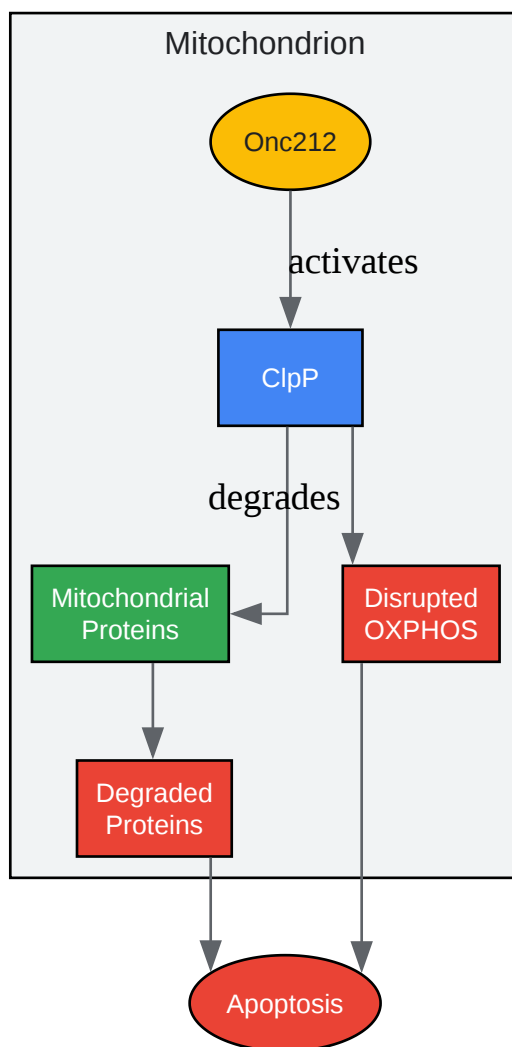 Mitochondrion
Onc212
activates
ClpP
degrades
Mitochondrial
Proteins
Disrupted
OXPHOS
Degraded
Proteins
Apoptosis